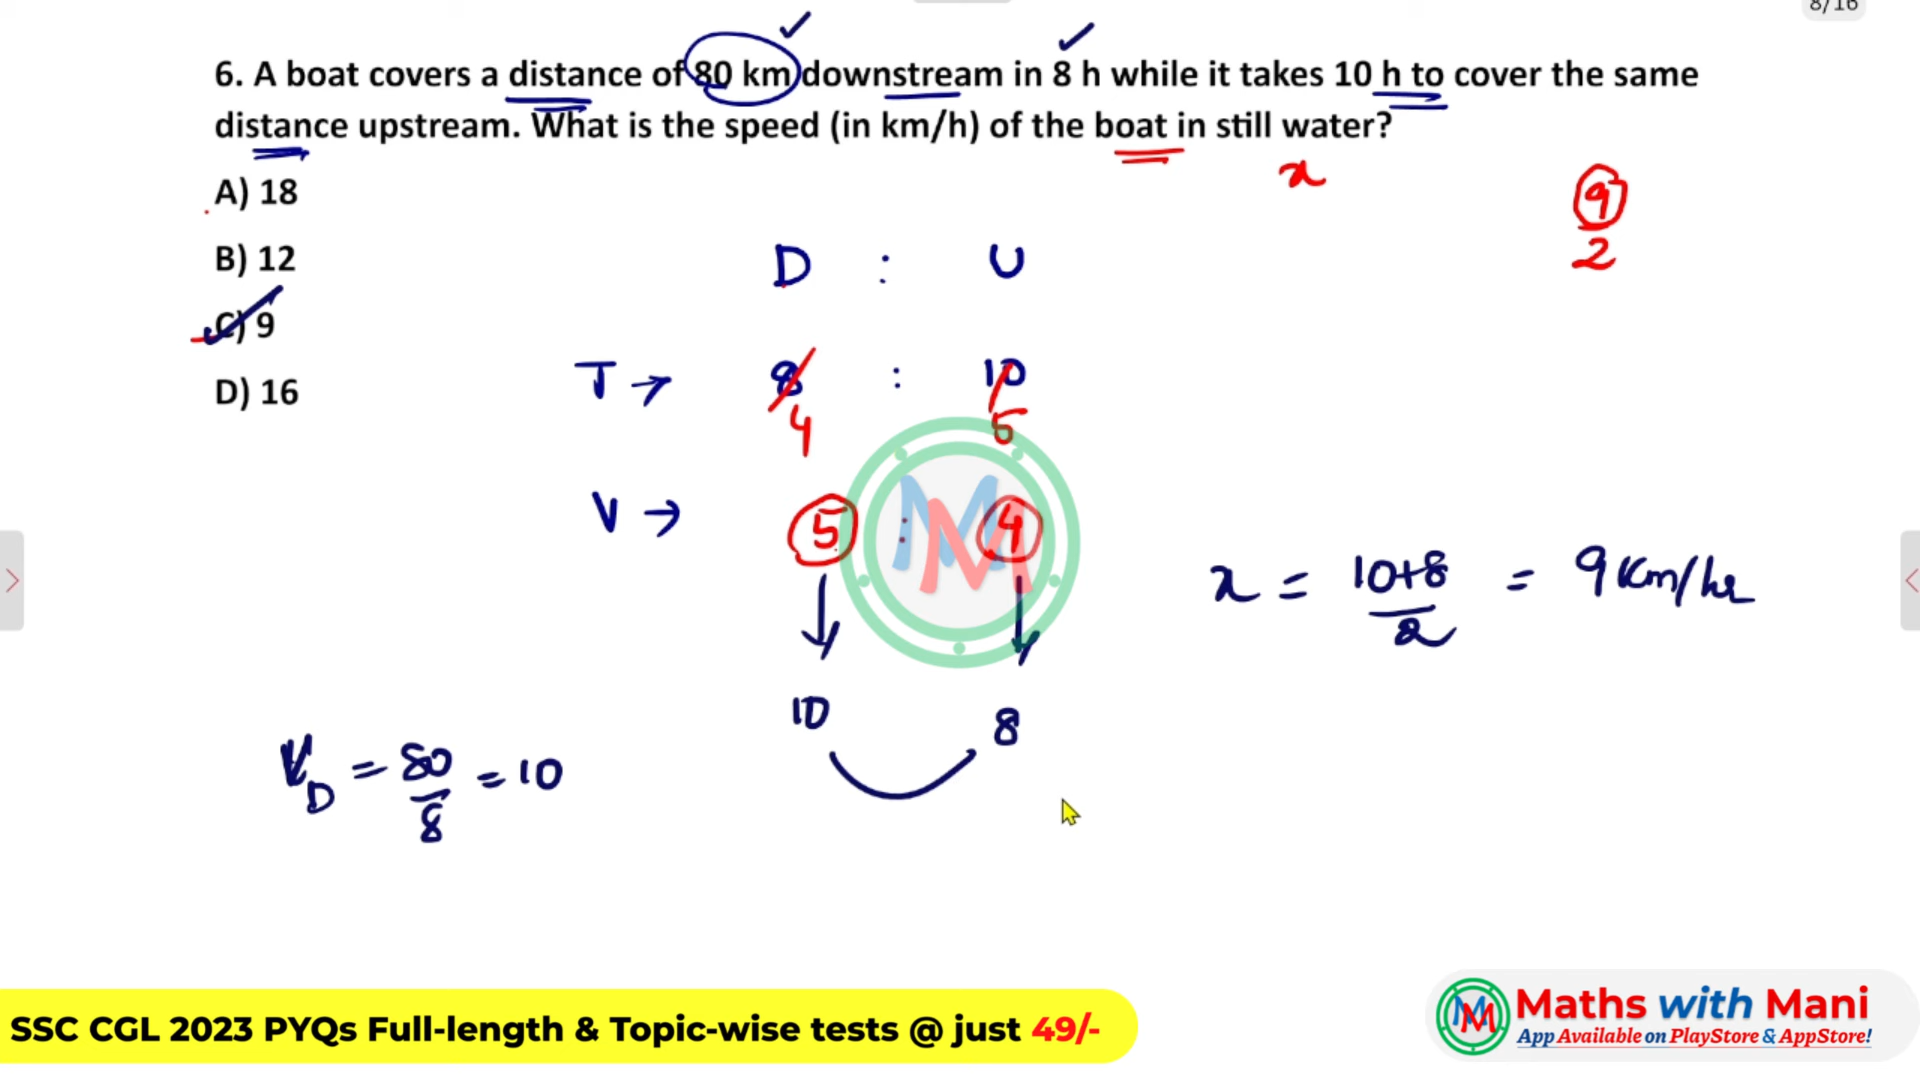 8/16
6. A boat covers a distance of 80 km downstream in 8 h while it takes 10 h to cover the same
distance upstream. What is the speed (in km/h) of the boat in still water?
x
A) 18
9
2
B) 12
D : U
C) 9
T → 8 : 10
4 5
D) 16
V → 5 : 4
MM
x = 10+8 / 2 = 9 Km/hr
10 8
V_D = 80 / 8 = 10
SSC CGL 2023 PYQs Full-length & Topic-wise tests @ just 49/-
MM
Maths with Mani
App Available on PlayStore & AppStore!